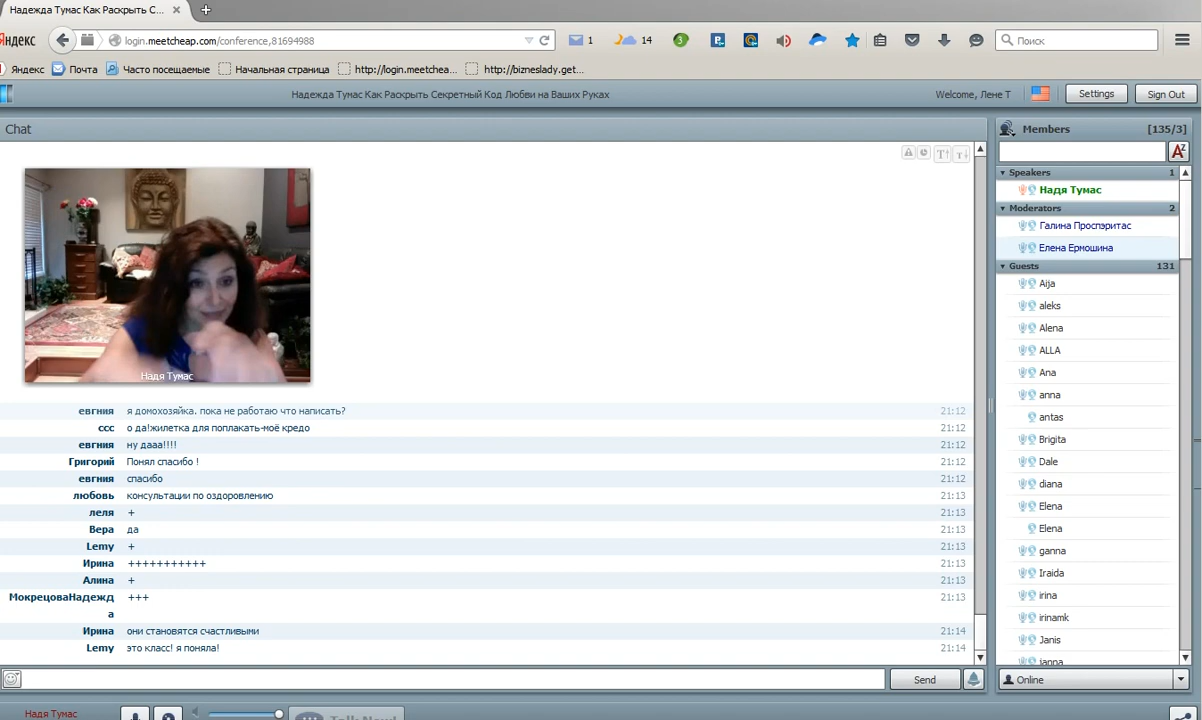 Надежда Тумас Как Раскрыть С...
Яндекс
login.meetcheap.com/conference,81694988
1
14
3
Поиск
Яндекс
Почта
Часто посещаемые
Начальная страница
http://login.meetchea...
http://bizneslady.get...
Надежда Тумас Как Раскрыть Секретный Код Любви на Ваших Руках
Welcome, Лене Т
Settings
Sign Out
Chat
Надя Тумас
евгния я домохозяйка. пока не работаю что написать? 21:12
ссс о да!жилетка для поплакать-моё кредо 21:12
евгния ну дааа!!!! 21:12
Григорий Понял спасибо ! 21:12
евгния спасибо 21:12
любовь консультации по оздоровлению 21:13
леля + 21:13
Вера да 21:13
Lemy + 21:13
Ирина +++++++++++ 21:13
Алина + 21:13
МокрецоваНадежд +++ 21:13
а
Ирина они становятся счастливыми 21:14
Lemy это класс! я поняла! 21:14
Send
Members [135/3]
Speakers 1
Надя Тумас
Moderators 2
Галина Проспэритас
Елена Ермошина
Guests 131
Aija
aleks
Alena
ALLA
Ana
anna
antas
Brigita
Dale
diana
Elena
Elena
ganna
Iraida
irina
irinamk
Janis
janna
Online
Надя Тумас
Talk Now!